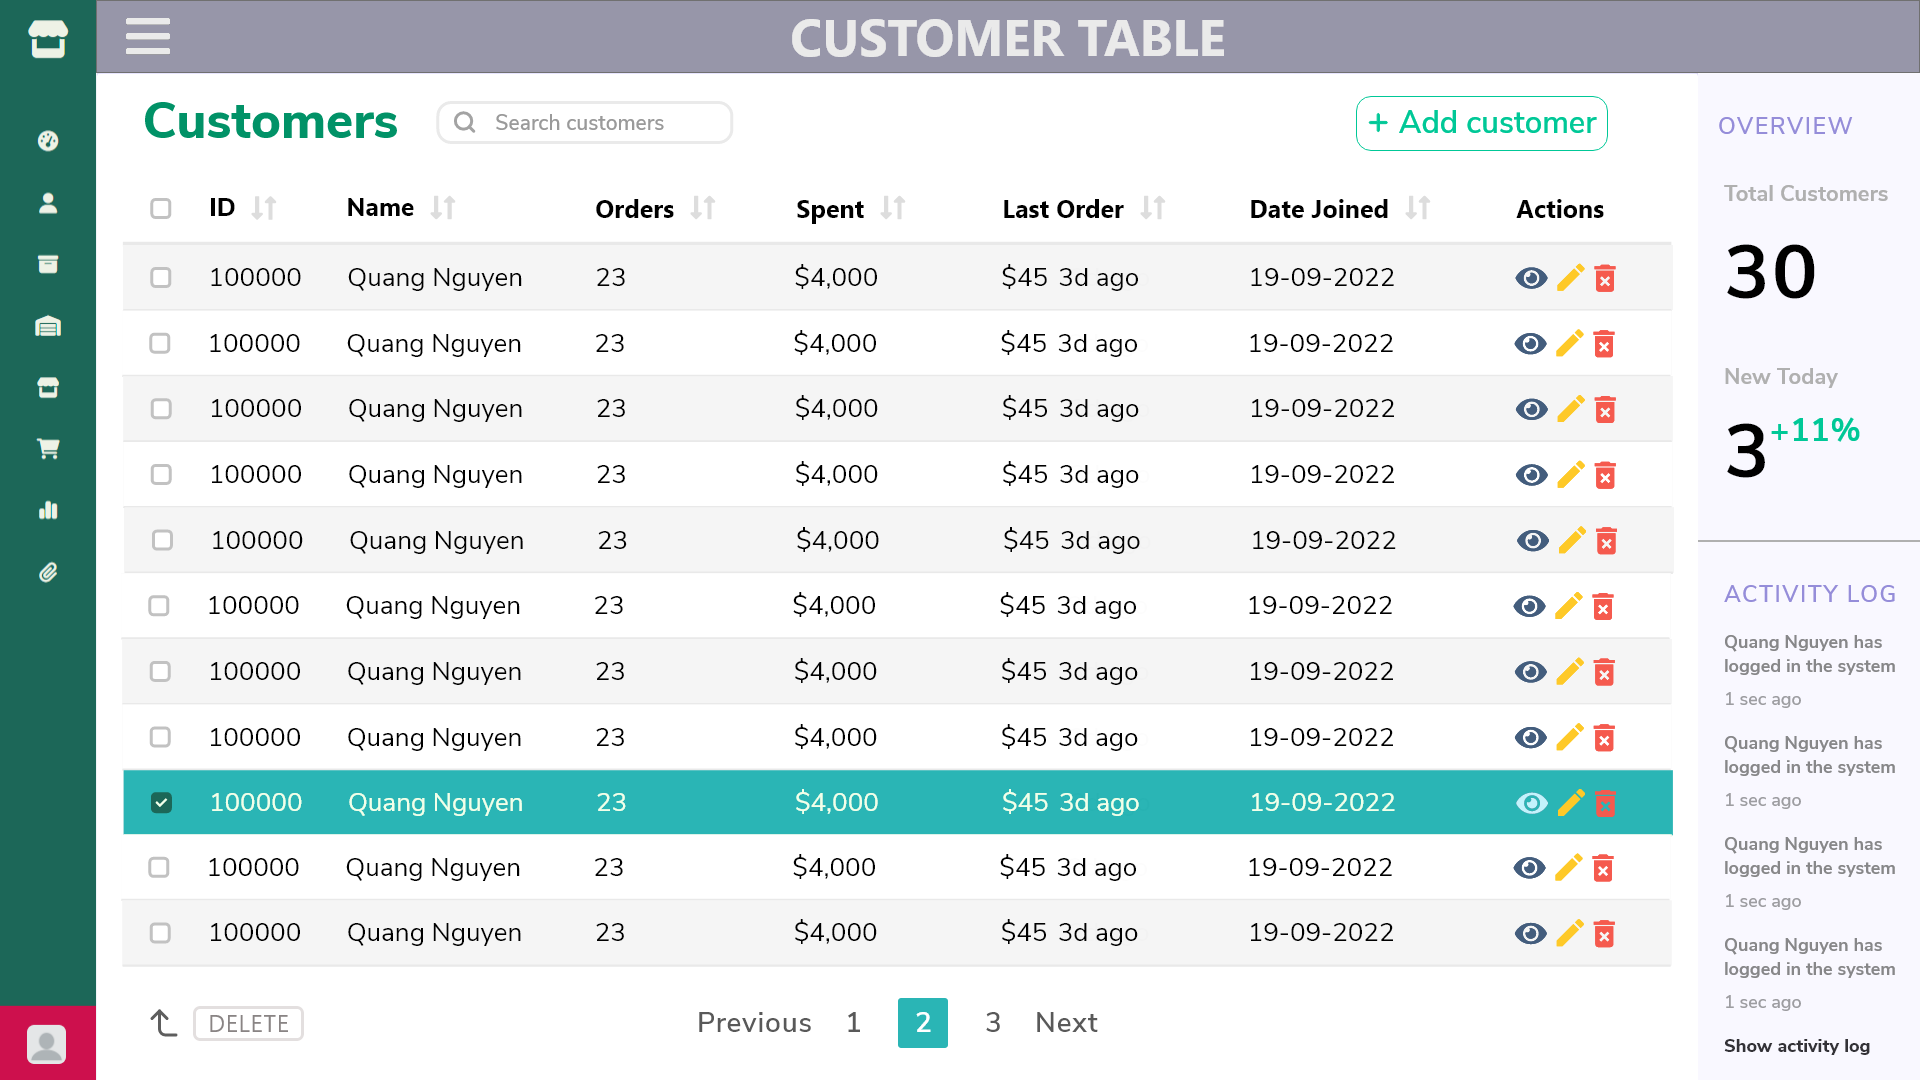 CUSTOMER TABLE
Customers
Search customers
+ Add customer
ID Name Orders Spent Last Order Date Joined Actions
100000 Quang Nguyen 23 $4,000 $45 3d ago 19-09-2022
100000 Quang Nguyen 23 $4,000 $45 3d ago 19-09-2022
100000 Quang Nguyen 23 $4,000 $45 3d ago 19-09-2022
100000 Quang Nguyen 23 $4,000 $45 3d ago 19-09-2022
100000 Quang Nguyen 23 $4,000 $45 3d ago 19-09-2022
100000 Quang Nguyen 23 $4,000 $45 3d ago 19-09-2022
100000 Quang Nguyen 23 $4,000 $45 3d ago 19-09-2022
100000 Quang Nguyen 23 $4,000 $45 3d ago 19-09-2022
100000 Quang Nguyen 23 $4,000 $45 3d ago 19-09-2022
100000 Quang Nguyen 23 $4,000 $45 3d ago 19-09-2022
100000 Quang Nguyen 23 $4,000 $45 3d ago 19-09-2022
DELETE
Previous 1 2 3 Next
OVERVIEW
Total Customers
30
New Today
3 +11%
ACTIVITY LOG
Quang Nguyen has
logged in the system
1 sec ago
Quang Nguyen has
logged in the system
1 sec ago
Quang Nguyen has
logged in the system
1 sec ago
Quang Nguyen has
logged in the system
1 sec ago
Show activity log